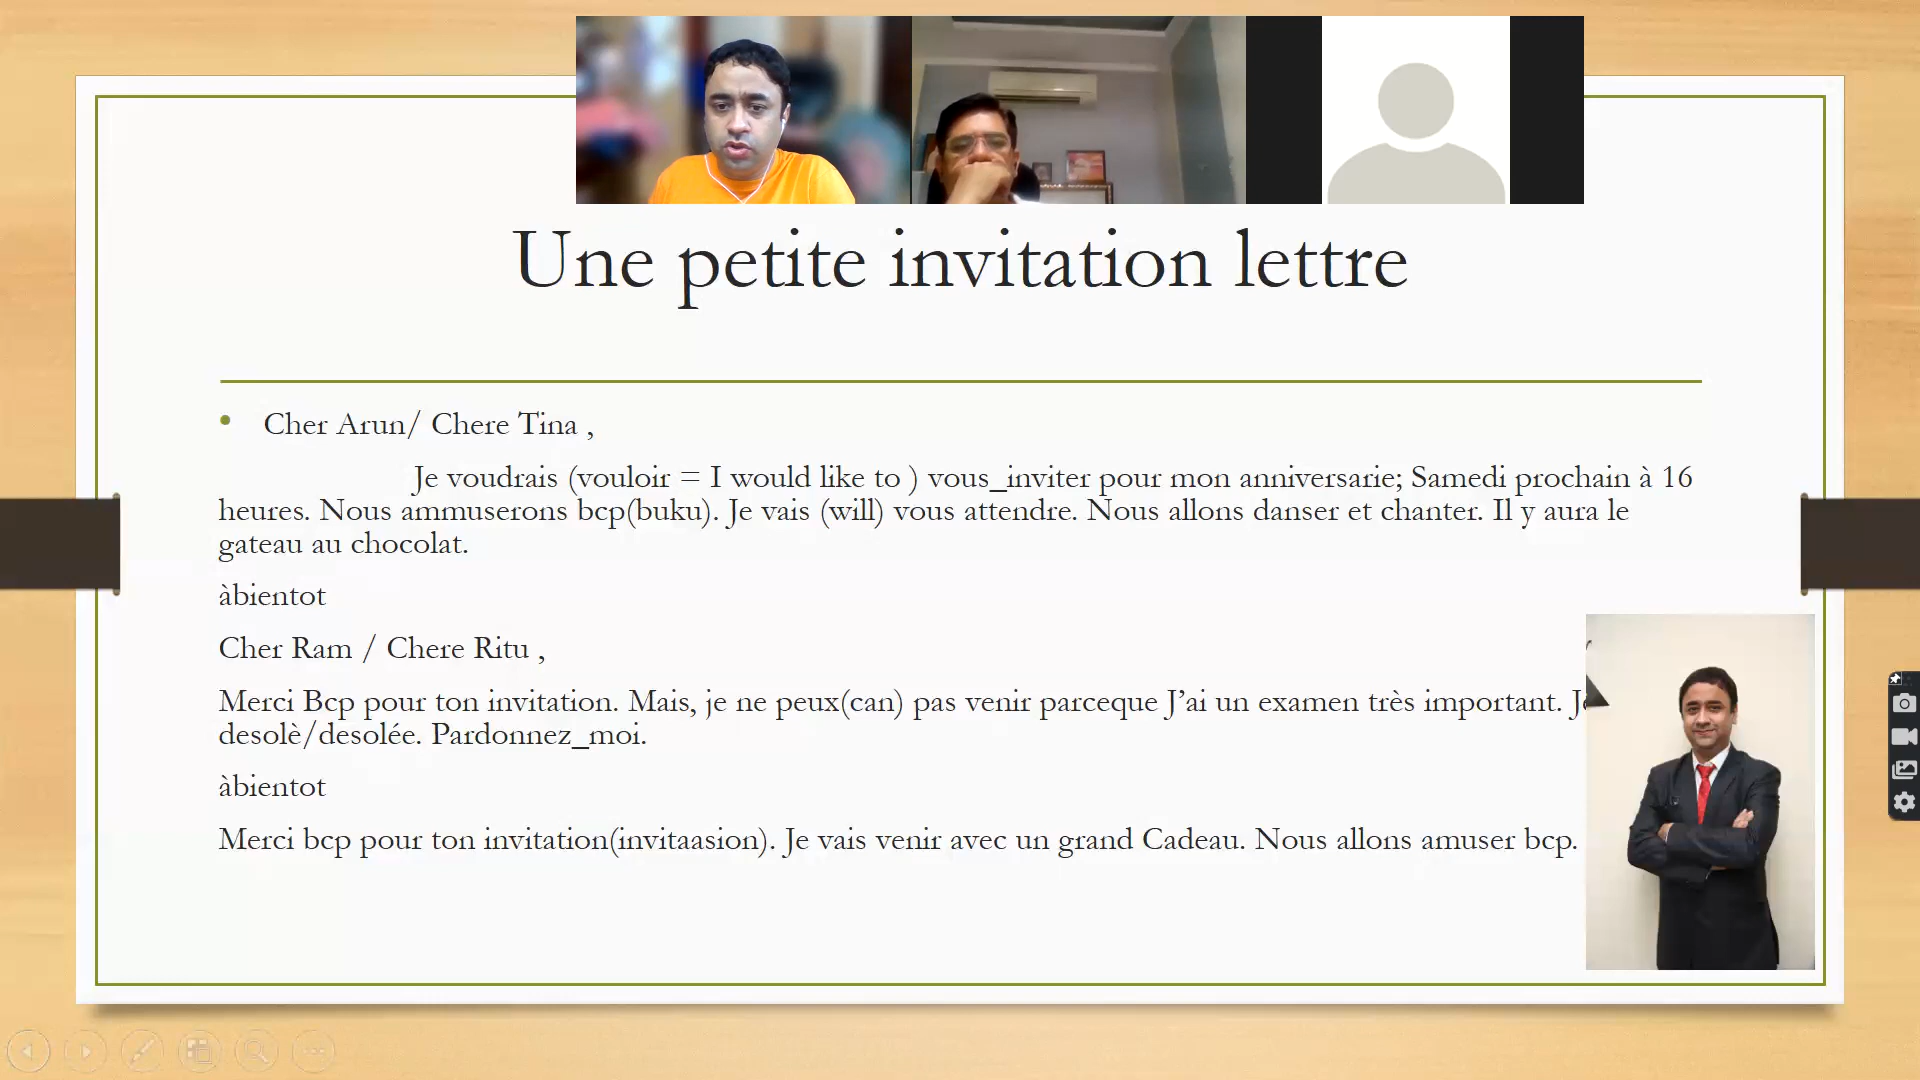 Une petite invitation lettre
• Cher Arun/ Chere Tina ,
Je voudrais (vouloir = I would like to ) vous_inviter pour mon anniversarie; Samedi prochain à 16
heures. Nous ammuserons bcp(buku). Je vais (will) vous attendre. Nous allons danser et chanter. Il y aura le
gateau au chocolat.
àbientot
Cher Ram / Chere Ritu ,
Merci Bcp pour ton invitation. Mais, je ne peux(can) pas venir parceque J’ai un examen très important.
desolè/desolée. Pardonnez_moi.
àbientot
Merci bcp pour ton invitation(invitaasion). Je vais venir avec un grand Cadeau. Nous allons amuser bcp.